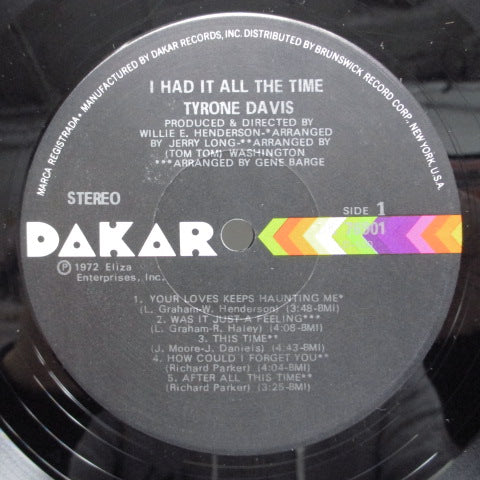 MARCA REGISTRADA • MANUFACTURED BY DAKAR RECORDS, INC. DISTRIBUTED BY BRUNSWICK RECORD CORP. NEW YORK, U.S.A.
I HAD IT ALL THE TIME
TYRONE DAVIS
PRODUCED & DIRECTED BY
WILLIE E. HENDERSON-*ARRANGED
BY JERRY LONG-**ARRANGED BY
(TOM TOM) WASHINGTON
***ARRANGED BY GENE BARGE
STEREO
SIDE 1
DAKAR
Ⓟ 1972 Eliza
Enterprises, Inc.
1. YOUR LOVES KEEPS HAUNTING ME*
(L. Graham-W. Henderson) (3:48-BMI)
2. WAS IT JUST A FEELING***
(L. Graham-R. Haley) (4:08-BMI)
3. THIS TIME**
(J. Moore-J. Daniels) (4:43-BMI)
4. HOW COULD I FORGET YOU**
(Richard Parker) (4:04-BMI)
5. AFTER ALL THIS TIME**
(Richard Parker) (3:25-BMI)